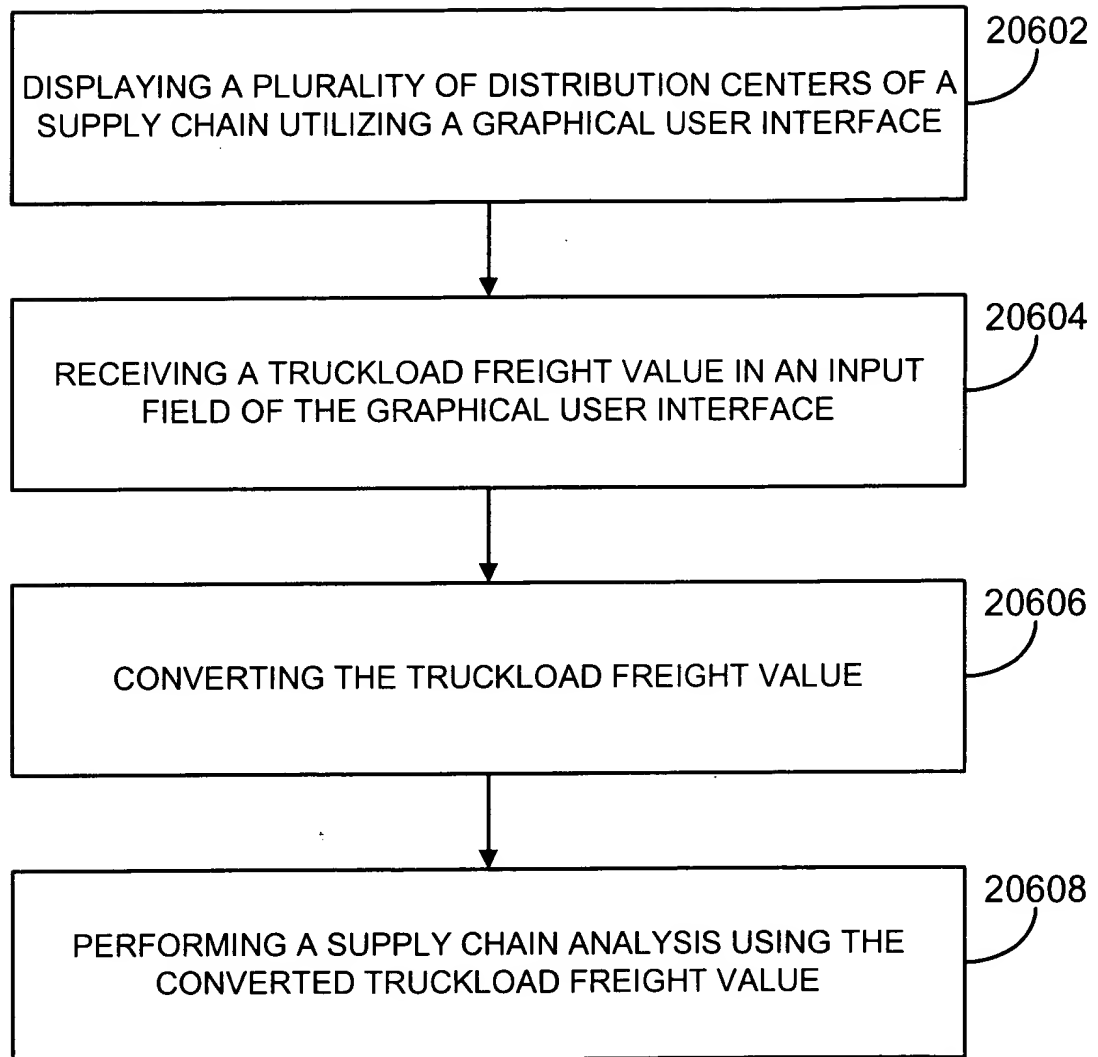 20602
DISPLAYING A PLURALITY OF DISTRIBUTION CENTERS OF A
SUPPLY CHAIN UTILIZING A GRAPHICAL USER INTERFACE
20604
RECEIVING A TRUCKLOAD FREIGHT VALUE IN AN INPUT
FIELD OF THE GRAPHICAL USER INTERFACE
20606
CONVERTING THE TRUCKLOAD FREIGHT VALUE
20608
PERFORMING A SUPPLY CHAIN ANALYSIS USING THE
CONVERTED TRUCKLOAD FREIGHT VALUE